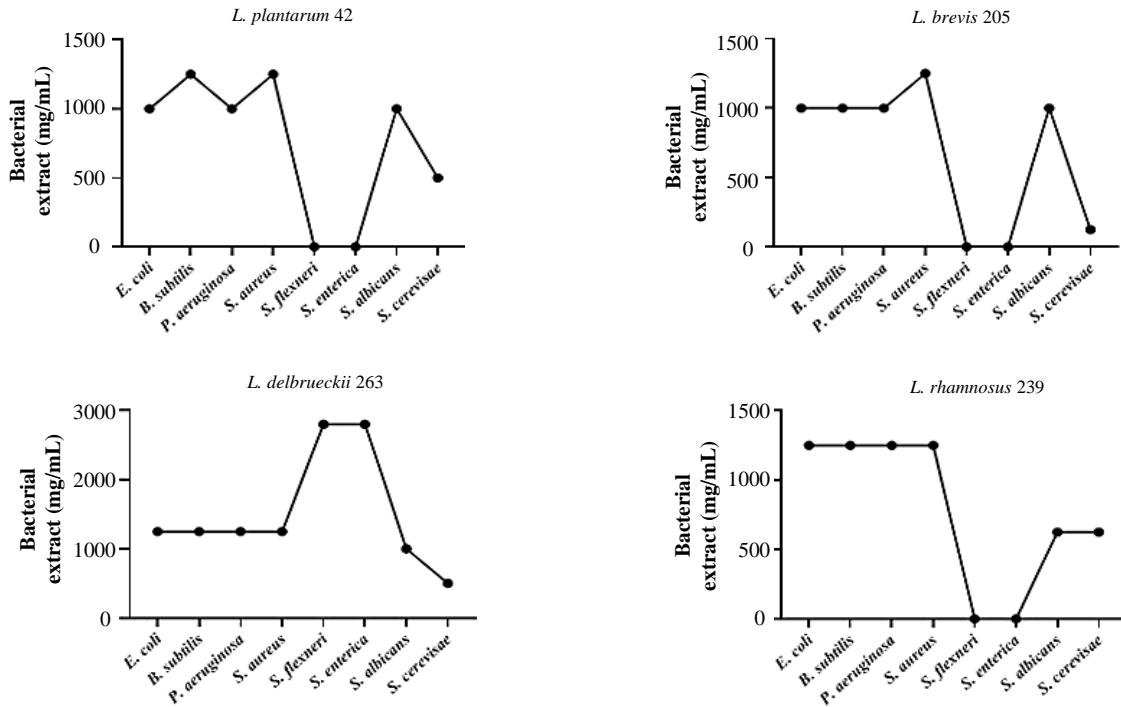 L. plantarum 42
Bacterial
extract (mg/mL)
1500
1000
500
0
E. coli
B. subtilis
P. aeruginosa
S. aureus
S. flexneri
S. enterica
S. albicans
S. cerevisae
L. brevis 205
Bacterial
extract (mg/mL)
1500
1000
500
0
E. coli
B. subtilis
P. aeruginosa
S. aureus
S. flexneri
S. enterica
S. albicans
S. cerevisae
L. delbrueckii 263
Bacterial
extract (mg/mL)
3000
2000
1000
0
E. coli
B. subtilis
P. aeruginosa
S. aureus
S. flexneri
S. enterica
S. albicans
S. cerevisae
L. rhamnosus 239
Bacterial
extract (mg/mL)
1500
1000
500
0
E. coli
B. subtilis
P. aeruginosa
S. aureus
S. flexneri
S. enterica
S. albicans
S. cerevisae